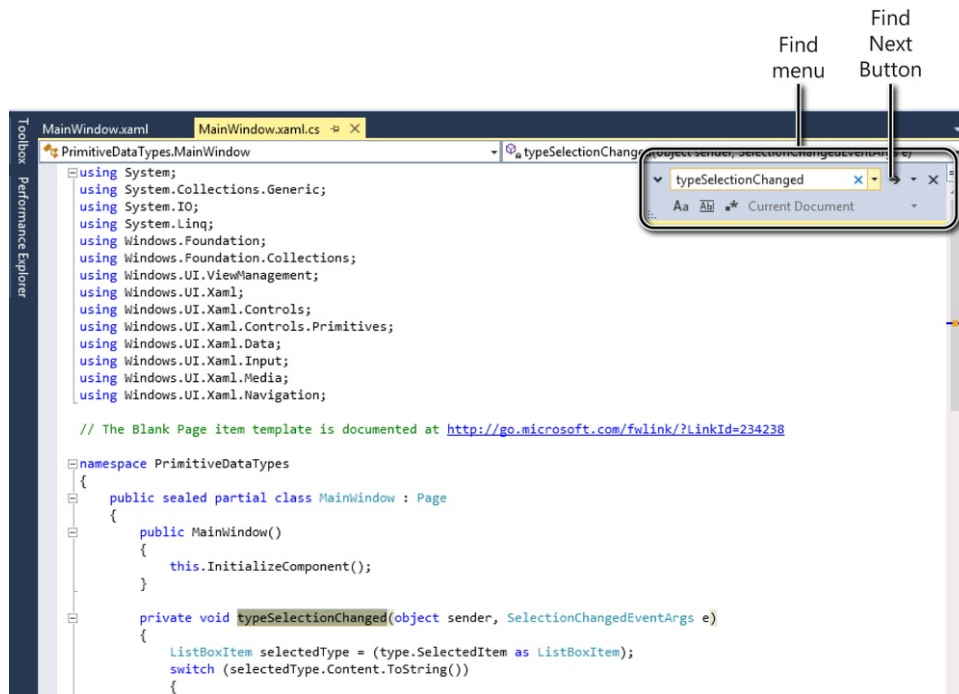 Find
menu
Find
Next
Button
Toolbox
Performance Explorer
MainWindow.xaml
MainWindow.xaml.cs
PrimitiveDataTypes.MainWindow
typeSelectionChanged(object sender, SelectionChangedEventArgs e)
typeSelectionChanged
Aa Abl .* Current Document
using System;
using System.Collections.Generic;
using System.IO;
using System.Linq;
using Windows.Foundation;
using Windows.Foundation.Collections;
using Windows.UI.ViewManagement;
using Windows.UI.Xaml;
using Windows.UI.Xaml.Controls;
using Windows.UI.Xaml.Controls.Primitives;
using Windows.UI.Xaml.Data;
using Windows.UI.Xaml.Input;
using Windows.UI.Xaml.Media;
using Windows.UI.Xaml.Navigation;
// The Blank Page item template is documented at http://go.microsoft.com/fwlink/?LinkId=234238
namespace PrimitiveDataTypes
{
public sealed partial class MainWindow : Page
{
public MainWindow()
{
this.InitializeComponent();
}
private void typeSelectionChanged(object sender, SelectionChangedEventArgs e)
{
ListBoxItem selectedType = (type.SelectedItem as ListBoxItem);
switch (selectedType.Content.ToString())
{